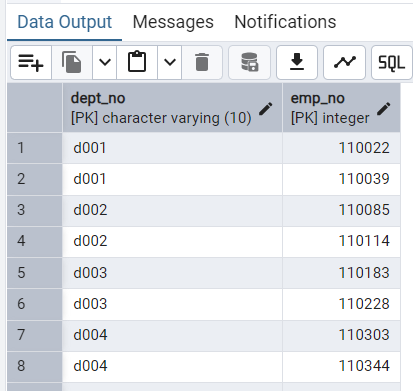 Data Output Messages Notifications
SQL
dept_no emp_no
[PK] character varying (10) [PK] integer
1 d001 110022
2 d001 110039
3 d002 110085
4 d002 110114
5 d003 110183
6 d003 110228
7 d004 110303
8 d004 110344